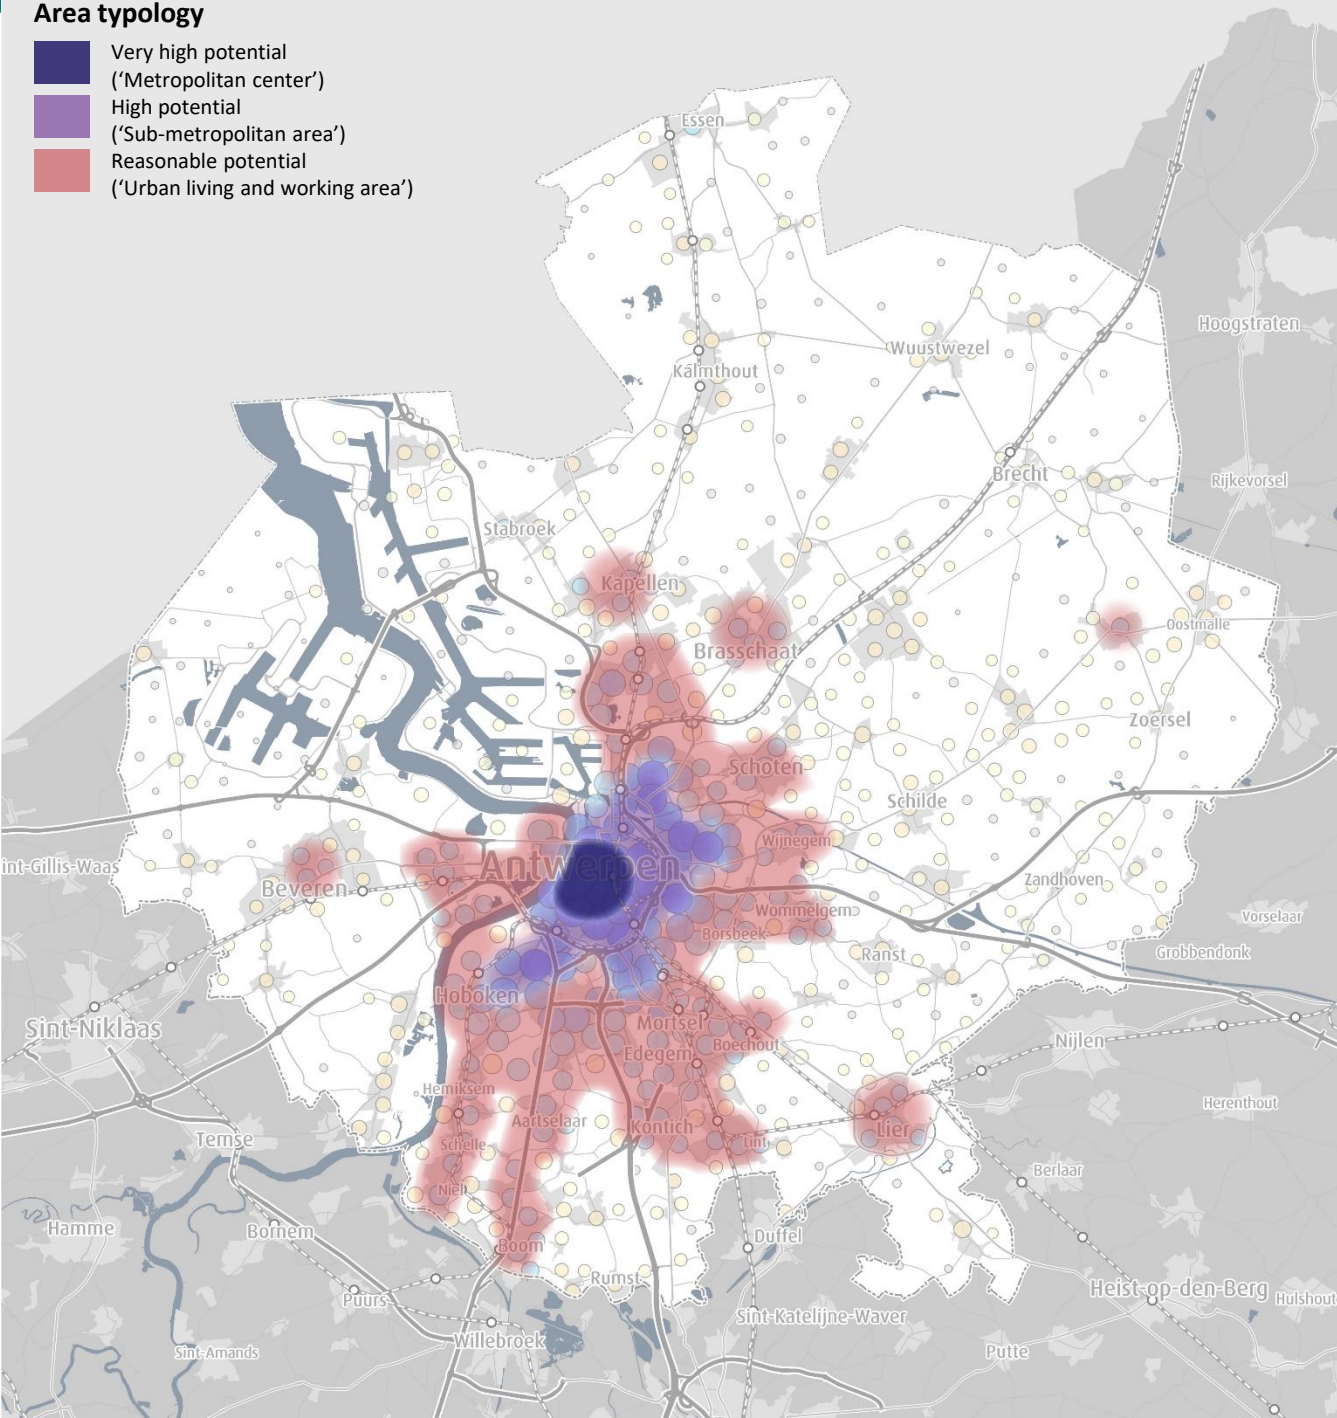 Area typology
Very high potential
(‘Metropolitan center’)
High potential
(‘Sub-metropolitan area’)
Reasonable potential
(‘Urban living and working area’)
Essen
Hoogstraten
Wuustwezel
Kalmthout
Brecht
Rijkevorsel
Stabroek
Kapellen
Oostmalle
Brasschaat
Zoersel
Schoten
Schilde
Wijnegem
int-Gillis-Waas
Antwerpen
Beveren
Zandhoven
Wommelgem
Vorselaar
Borsbeek
Ranst
Grobbendonk
Hoboken
Sint-Niklaas
Mortsel
Boechout
Nijlen
Edegem
Hemiksem
Herenthout
Aartselaar
Kontich
Lier
Temse
Schelle
Lint
Berlaar
Niel
Hamme
Bornem
Duffel
Boom
Rumst
Heist-op-den-Berg
Hulshout
Puurs
Sint-Katelijne-Waver
Willebroek
Sint-Amands
Putte